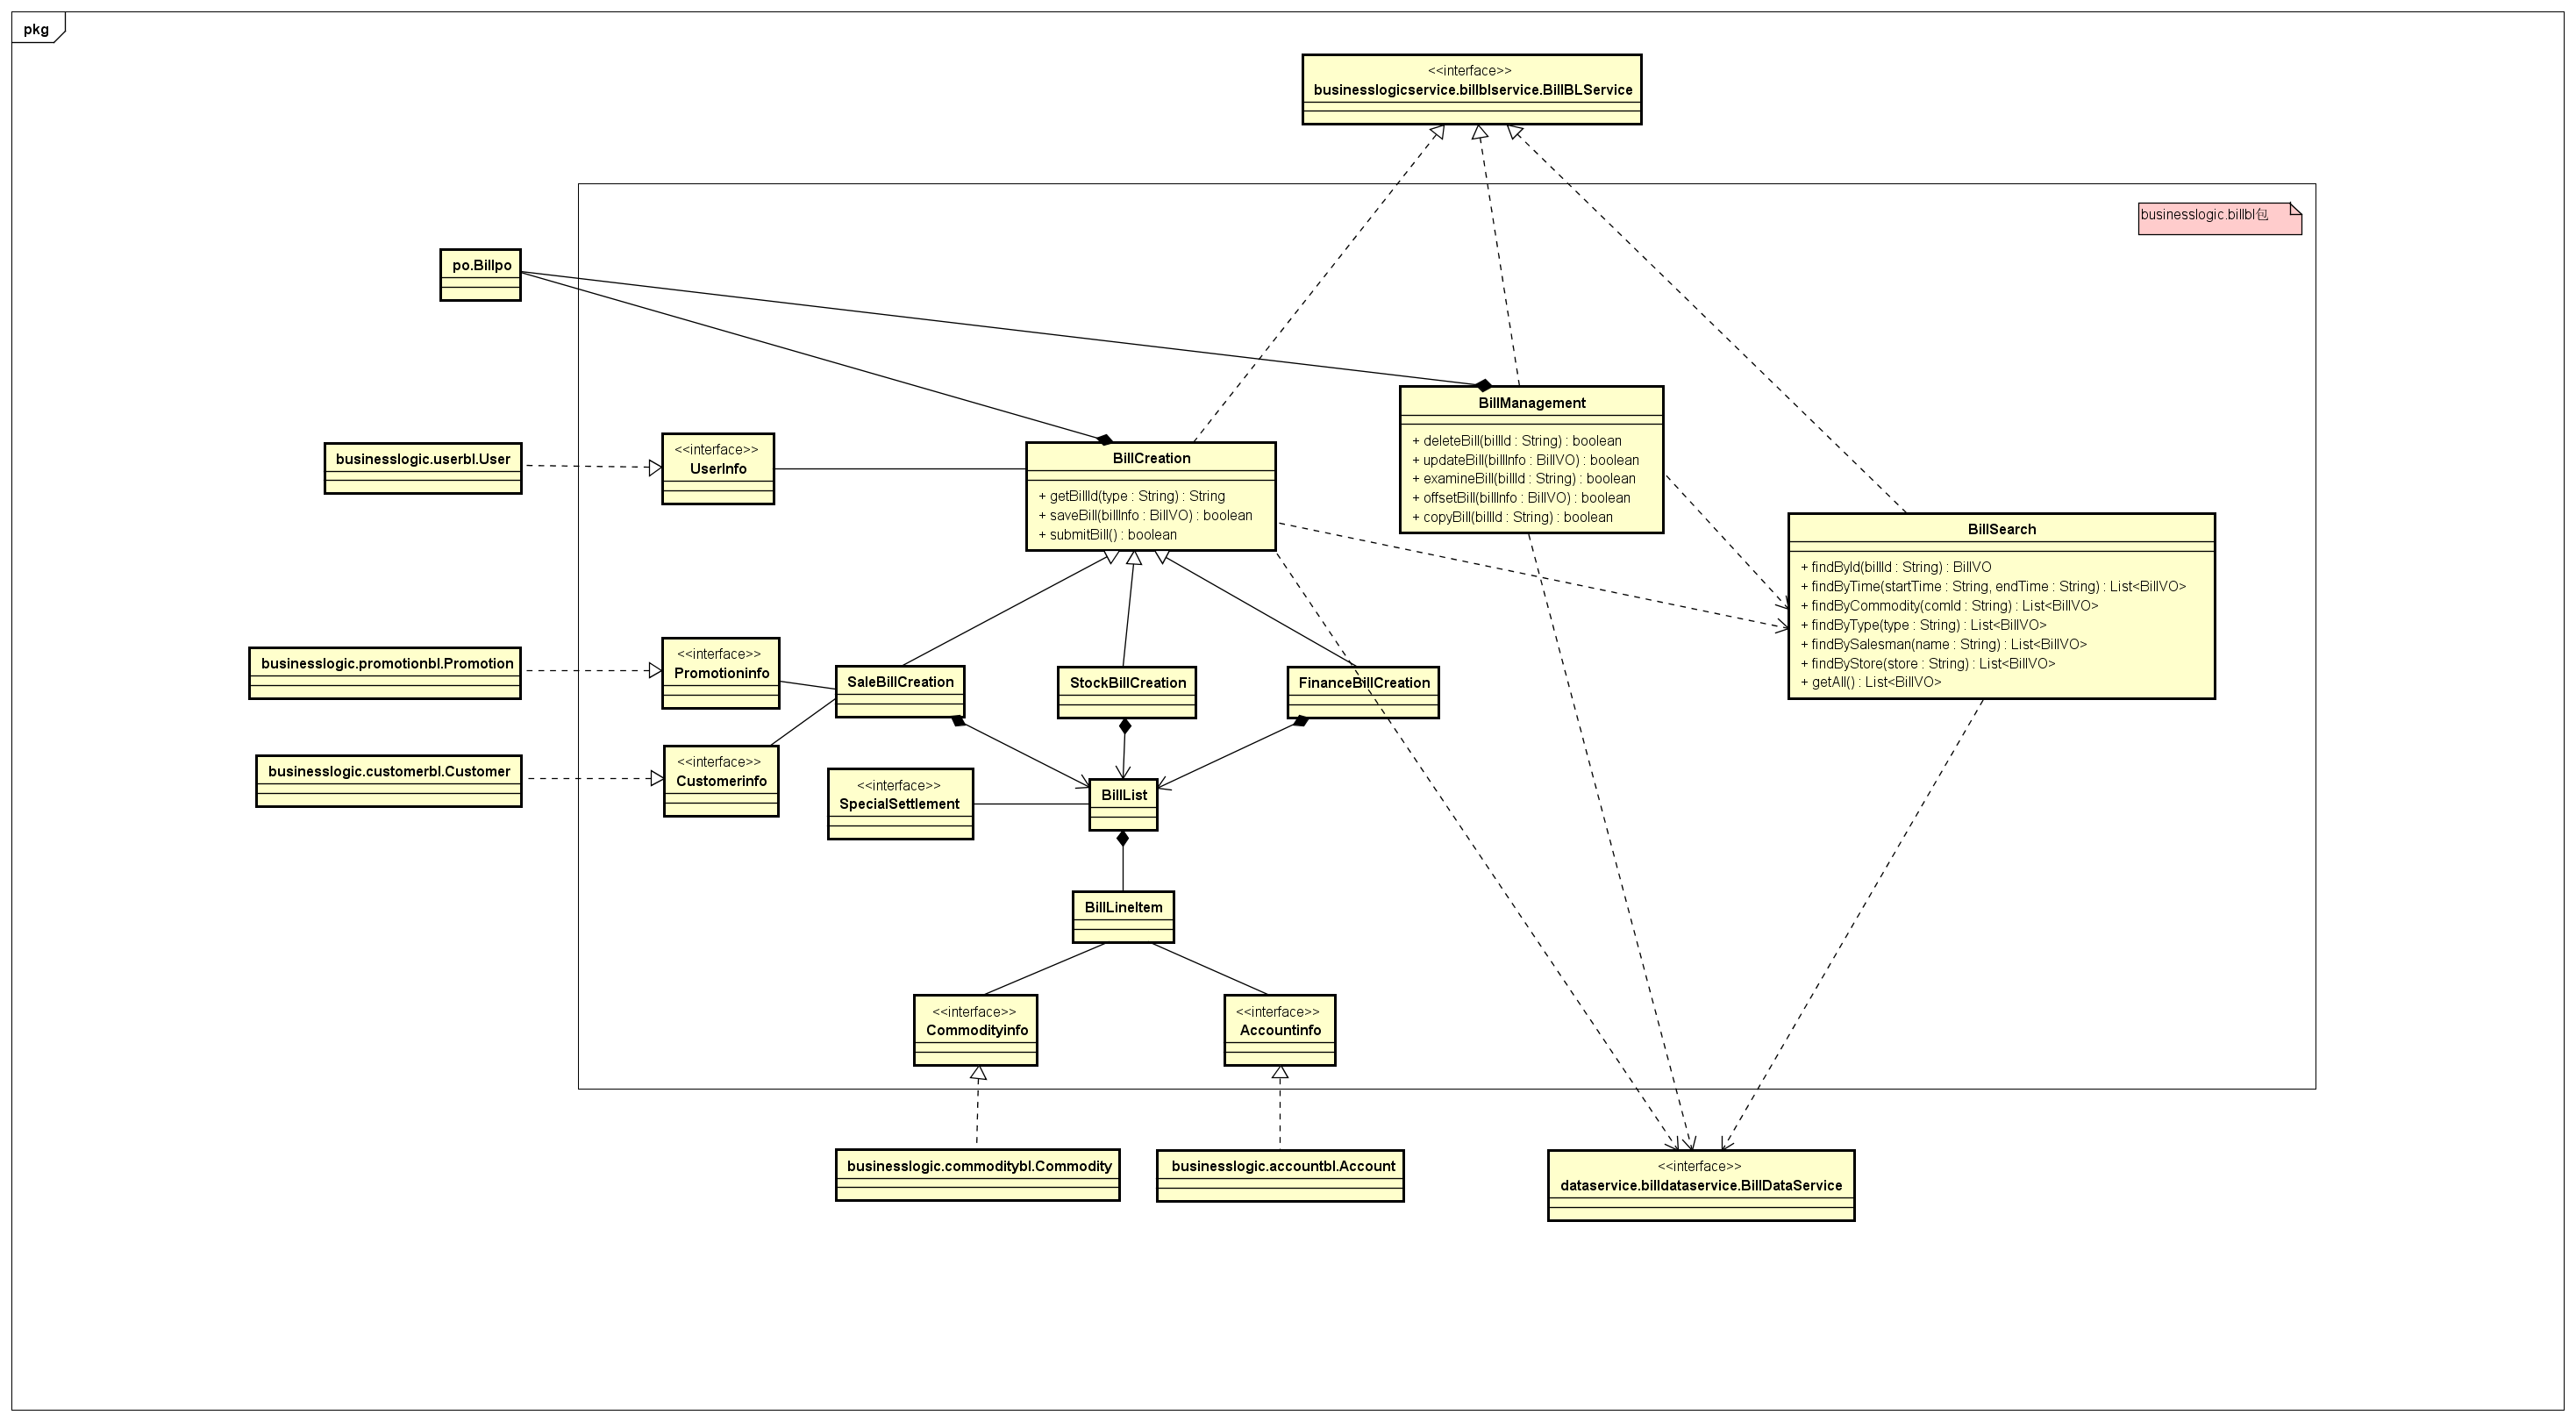 pkg
<<interface>>
businesslogicservice.billblservice.BillBLService
businesslogic.billbl包
po.Billpo
BillManagement
+ deleteBill(billId : String) : boolean
+ updateBill(billInfo : BillVO) : boolean
+ examineBill(billId : String) : boolean
+ offsetBill(billInfo : BillVO) : boolean
+ copyBill(billId : String) : boolean
businesslogic.userbl.User
<<interface>>
UserInfo
BillCreation
+ getBillId(type : String) : String
+ saveBill(billInfo : BillVO) : boolean
+ submitBill() : boolean
BillSearch
+ findById(billId : String) : BillVO
+ findByTime(startTime : String, endTime : String) : List<BillVO>
+ findByCommodity(comId : String) : List<BillVO>
+ findByType(type : String) : List<BillVO>
+ findBySalesman(name : String) : List<BillVO>
+ findByStore(store : String) : List<BillVO>
+ getAll() : List<BillVO>
businesslogic.promotionbl.Promotion
<<interface>>
Promotioninfo
SaleBillCreation
StockBillCreation
FinanceBillCreation
businesslogic.customerbl.Customer
<<interface>>
Customerinfo
<<interface>>
SpecialSettlement
BillList
BillLineItem
<<interface>>
Commodityinfo
<<interface>>
Accountinfo
businesslogic.commoditybl.Commodity
businesslogic.accountbl.Account
<<interface>>
dataservice.billdataservice.BillDataService